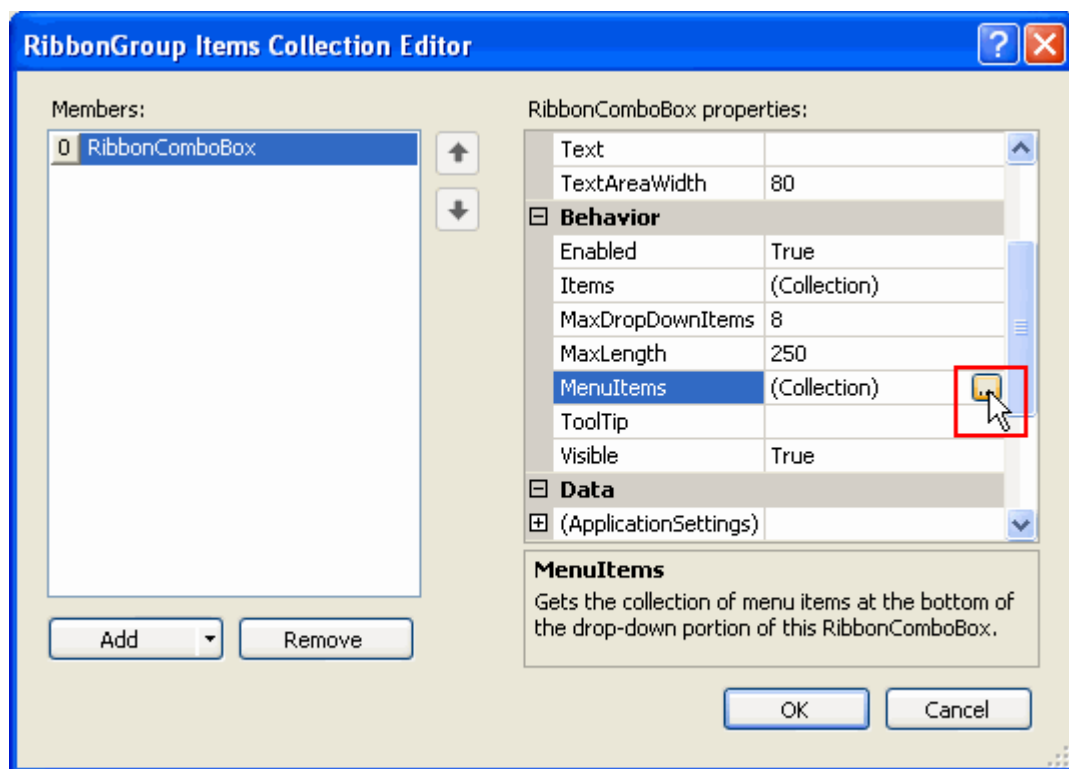 RibbonGroup Items Collection Editor
Members:
0 RibbonComboBox
Add
Remove
RibbonComboBox properties:
Text
TextAreaWidth 80
Behavior
Enabled True
Items (Collection)
MaxDropDownItems 8
MaxLength 250
MenuItems (Collection) ...
ToolTip
Visible True
Data
(ApplicationSettings)
MenuItems
Gets the collection of menu items at the bottom of
the drop-down portion of this RibbonComboBox.
OK
Cancel